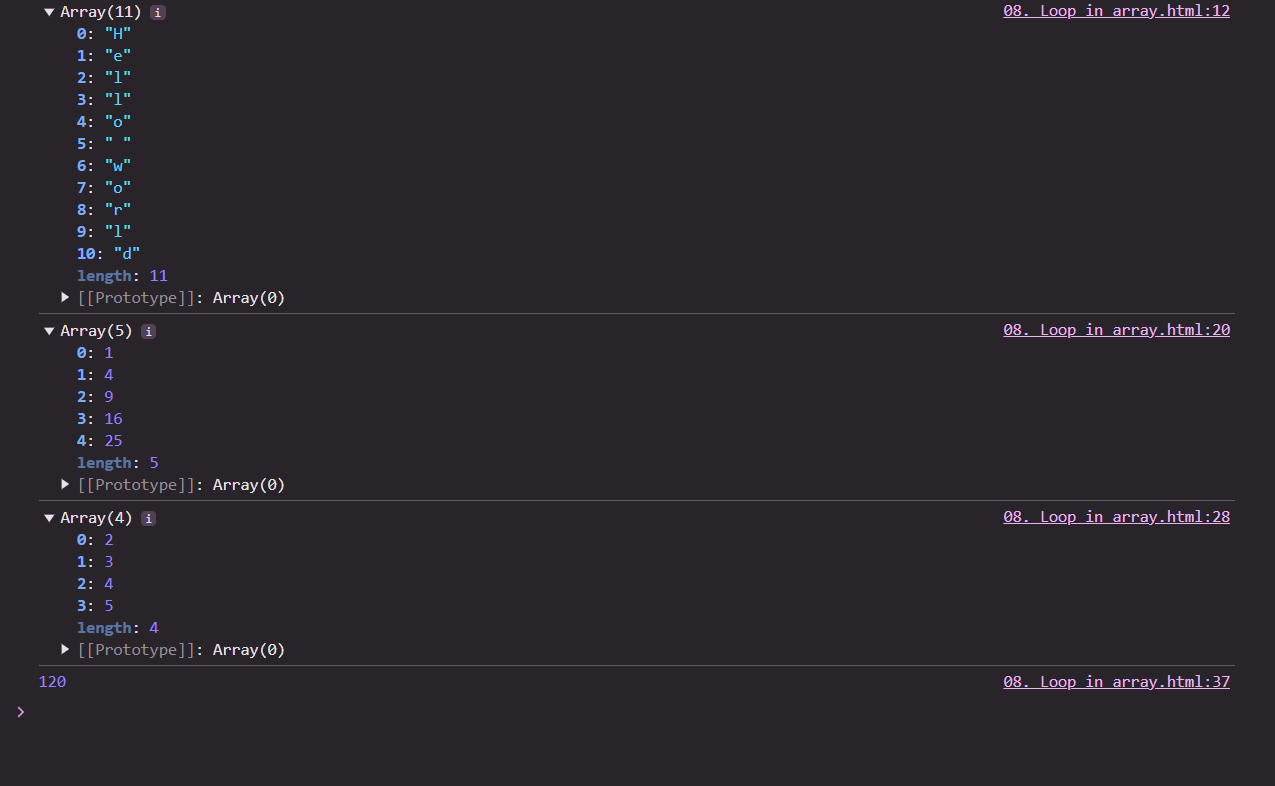 Array(11) i 08. Loop in array.html:12
0: "H"
1: "e"
2: "l"
3: "l"
4: "o"
5: " "
6: "w"
7: "o"
8: "r"
9: "l"
10: "d"
length: 11
[[Prototype]]: Array(0)
Array(5) i 08. Loop in array.html:20
0: 1
1: 4
2: 9
3: 16
4: 25
length: 5
[[Prototype]]: Array(0)
Array(4) i 08. Loop in array.html:28
0: 2
1: 3
2: 4
3: 5
length: 4
[[Prototype]]: Array(0)
120 08. Loop in array.html:37